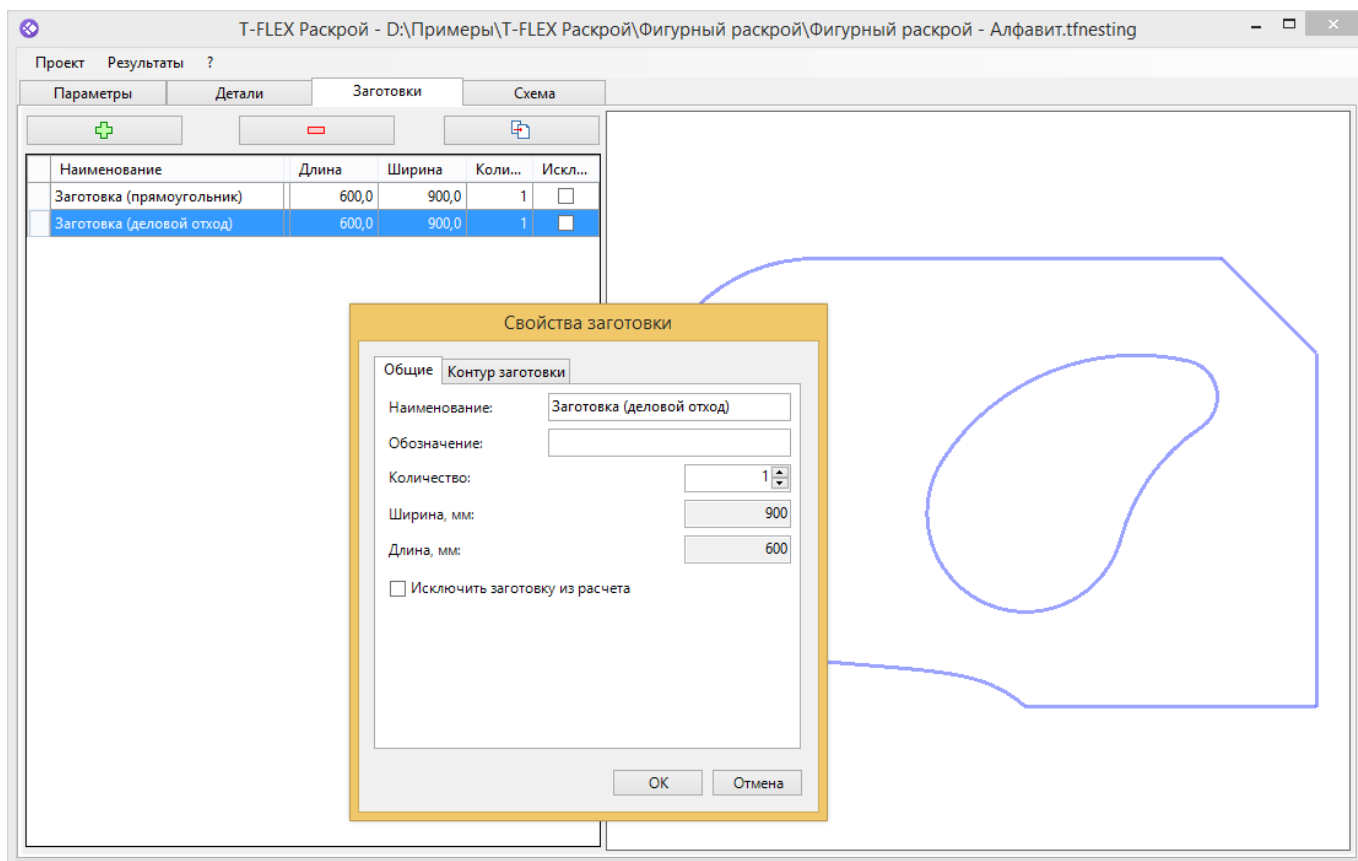 T-FLEX Раскрой - D:\Примеры\T-FLEX Раскрой\Фигурный раскрой\Фигурный раскрой - Алфавит.tfnesting
Проект Результаты ?
Параметры Детали Заготовки Схема
Наименование Длина Ширина Коли... Искл...
Заготовка (прямоугольник) 600,0 900,0 1
Заготовка (деловой отход) 600,0 900,0 1
Свойства заготовки
Общие Контур заготовки
Наименование: Заготовка (деловой отход)
Обозначение:
Количество: 1
Ширина, мм: 900
Длина, мм: 600
Исключить заготовку из расчета
ОК Отмена